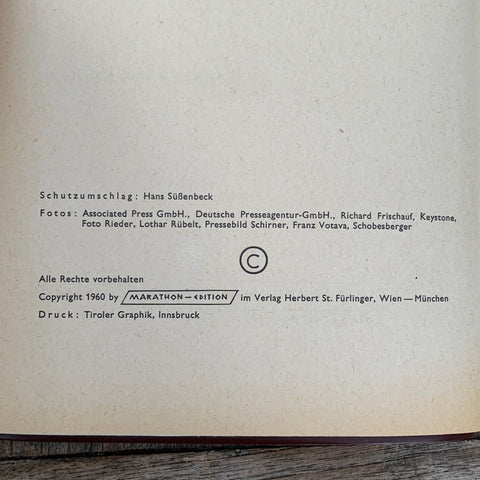 Schutzumschlag: Hans Süßenbeck
Fotos: Associated Press GmbH., Deutsche Presseagentur-GmbH., Richard Frischauf, Keystone,
Foto Rieder, Lothar Rübelt, Pressebild Schirner, Franz Votava, Schobesberger
©
Alle Rechte vorbehalten
Copyright 1960 by MARATHON—EDITION im Verlag Herbert St. Fürlinger, Wien—München
Druck: Tiroler Graphik, Innsbruck